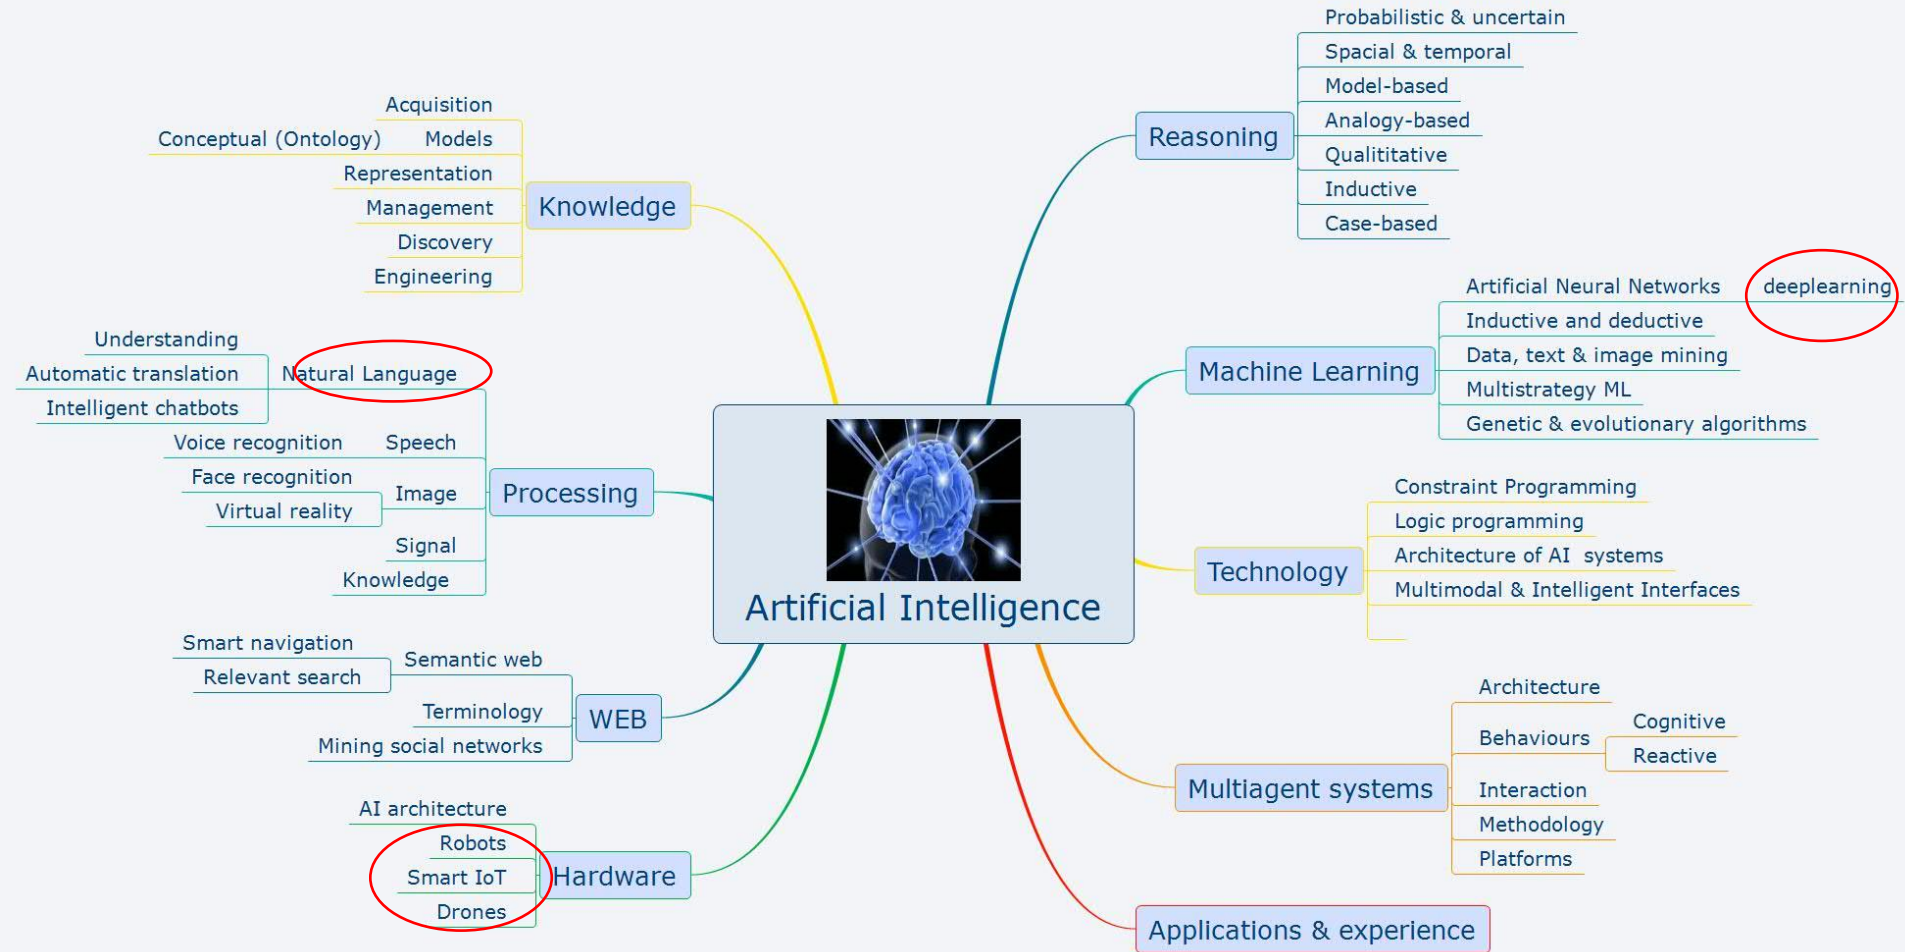 Artificial Intelligence
Knowledge
Acquisition
Conceptual (Ontology) Models
Representation
Management
Discovery
Engineering
Processing
Understanding
Automatic translation Natural Language
Intelligent chatbots
Voice recognition Speech
Face recognition
Image
Virtual reality
Signal
Knowledge
WEB
Smart navigation
Semantic web
Relevant search
Terminology
Mining social networks
Hardware
AI architecture
Robots
Smart IoT
Drones
Reasoning
Probabilistic & uncertain
Spacial & temporal
Model-based
Analogy-based
Qualititative
Inductive
Case-based
Machine Learning
Artificial Neural Networks deeplearning
Inductive and deductive
Data, text & image mining
Multistrategy ML
Genetic & evolutionary algorithms
Technology
Constraint Programming
Logic programming
Architecture of AI systems
Multimodal & Intelligent Interfaces
Multiagent systems
Architecture
Behaviours
Cognitive
Reactive
Interaction
Methodology
Platforms
Applications & experience